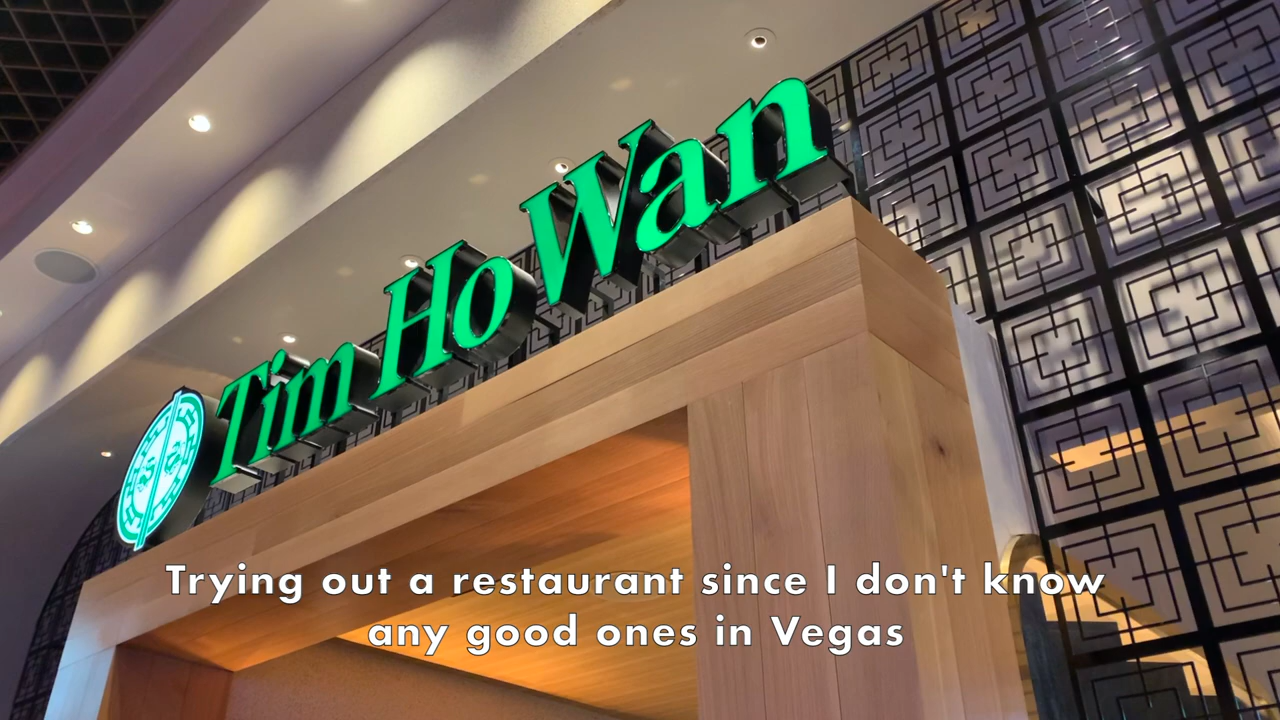 Tim Ho Wan
Trying out a restaurant since I don't know
any good ones in Vegas